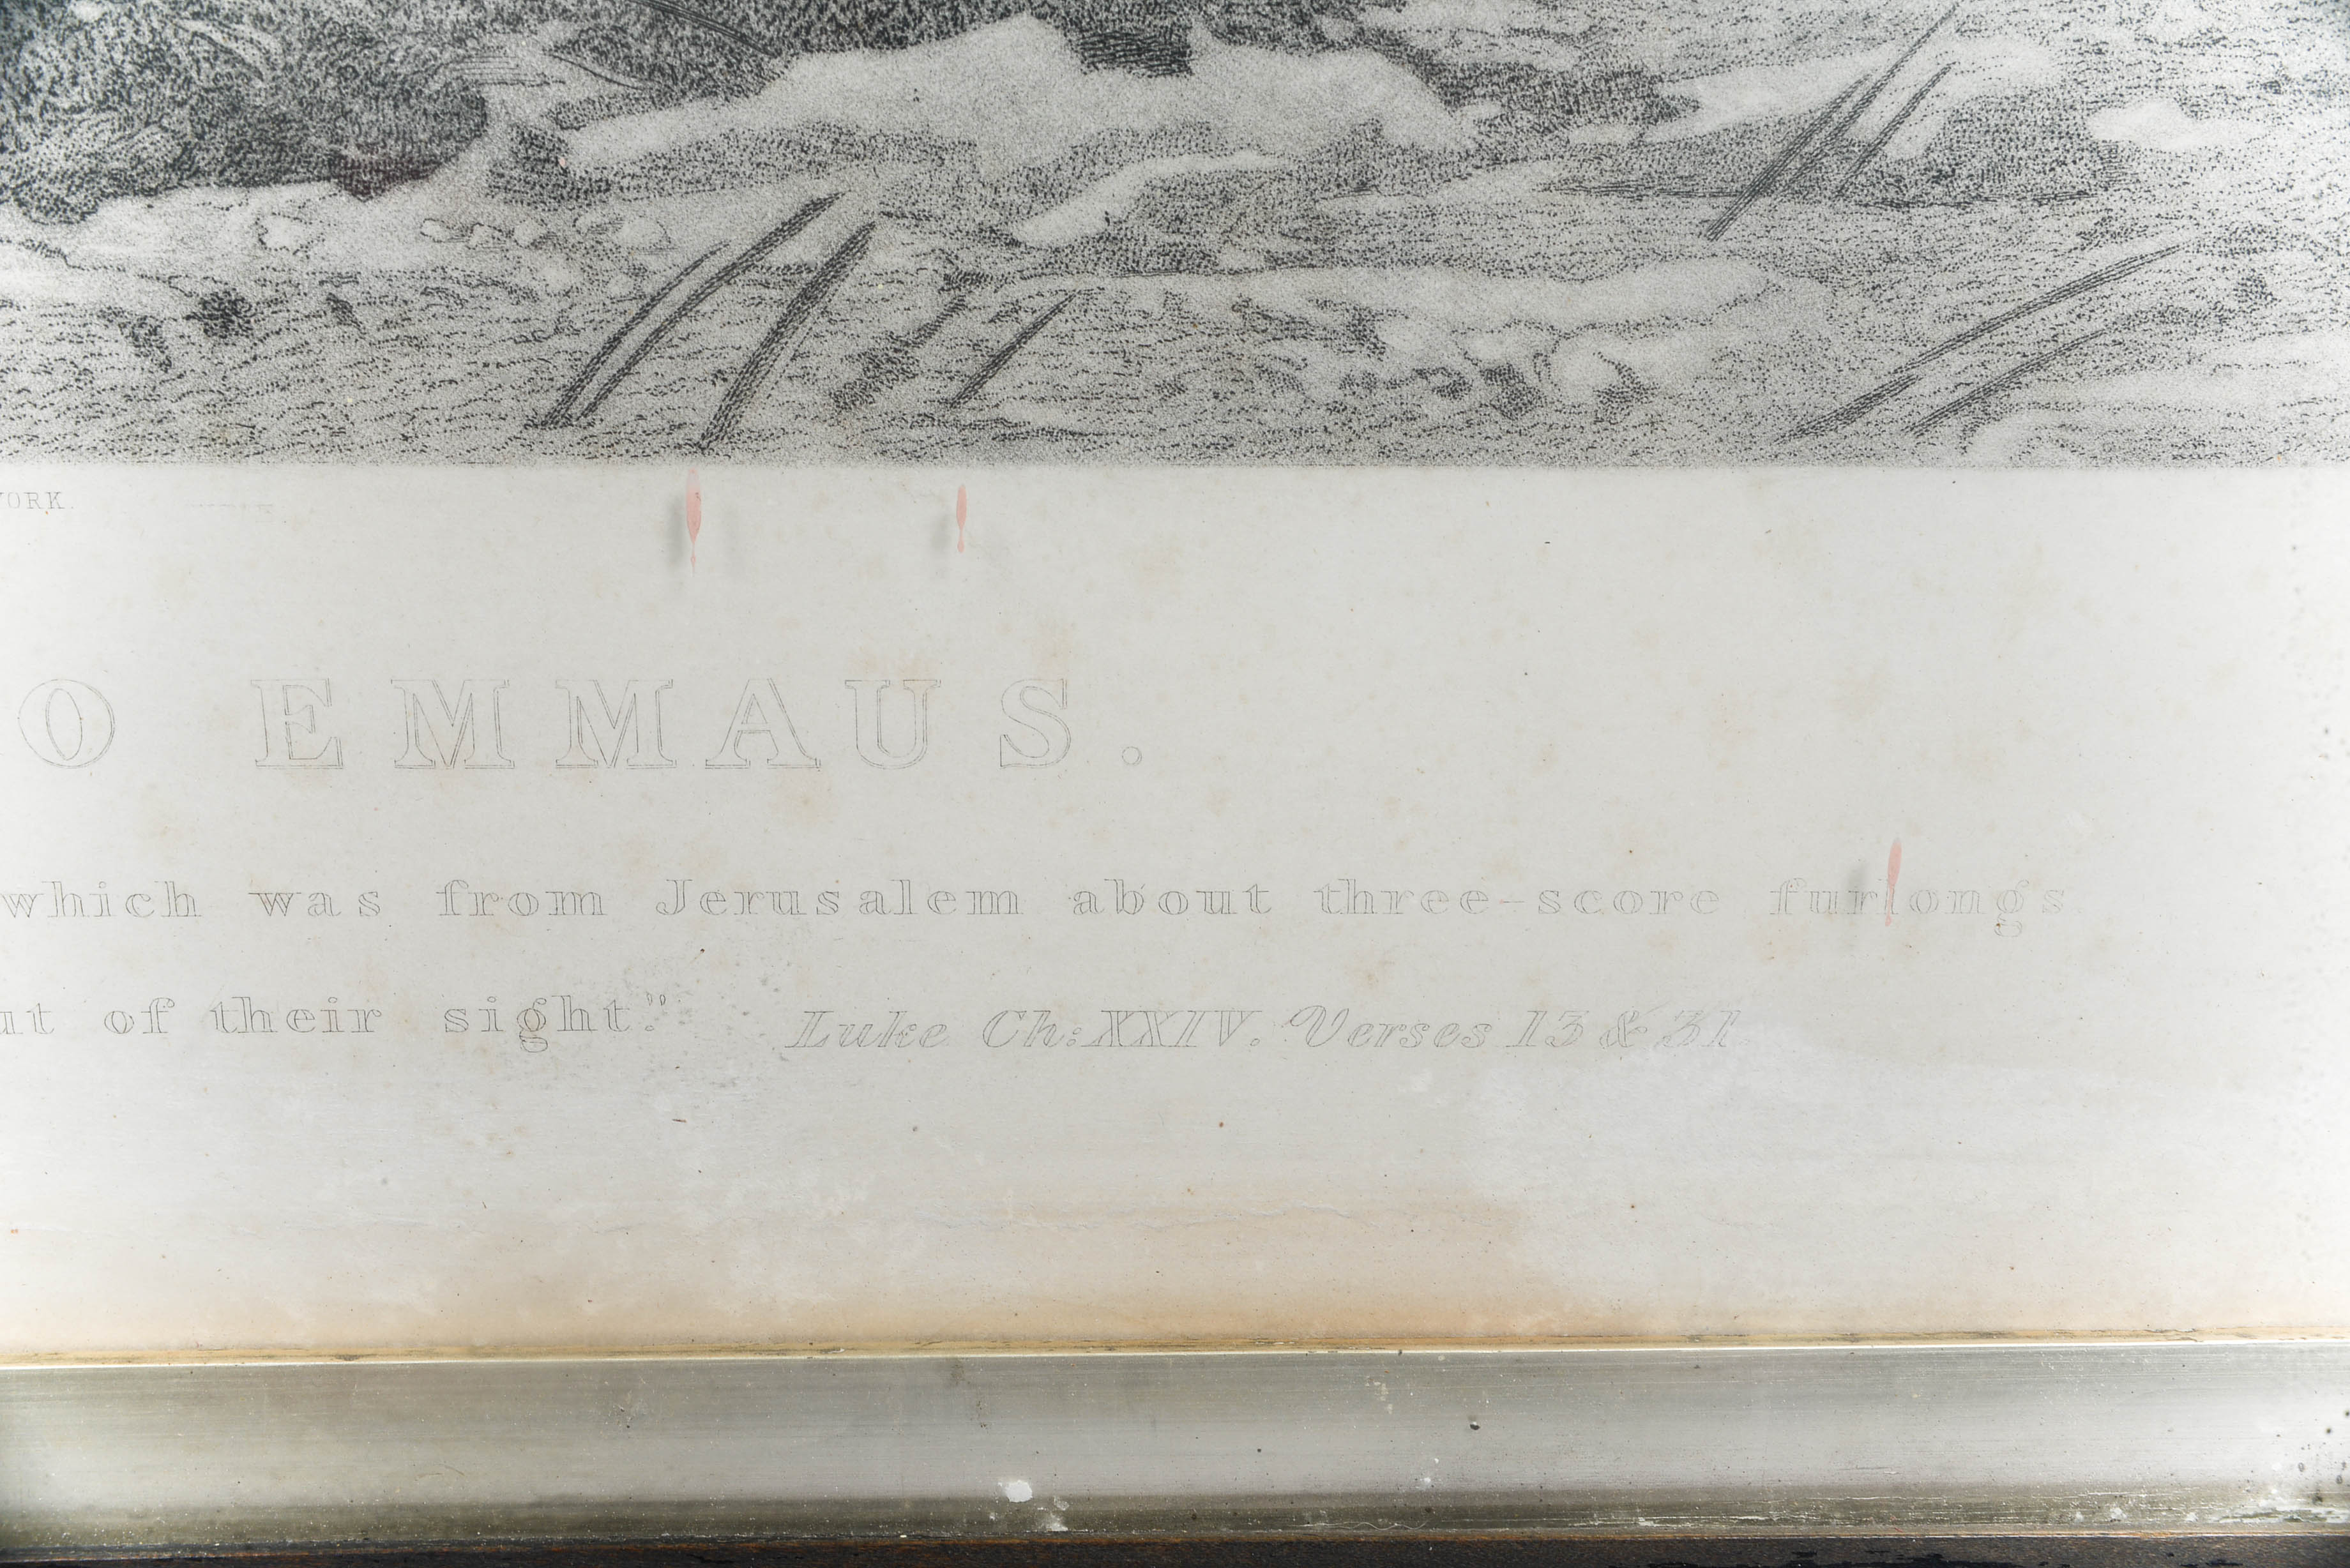 YORK.
O EMMAUS.
which was from Jerusalem about three-score furlongs
ut of their sight." Luke Ch: XXIV. Verses 13 & 31